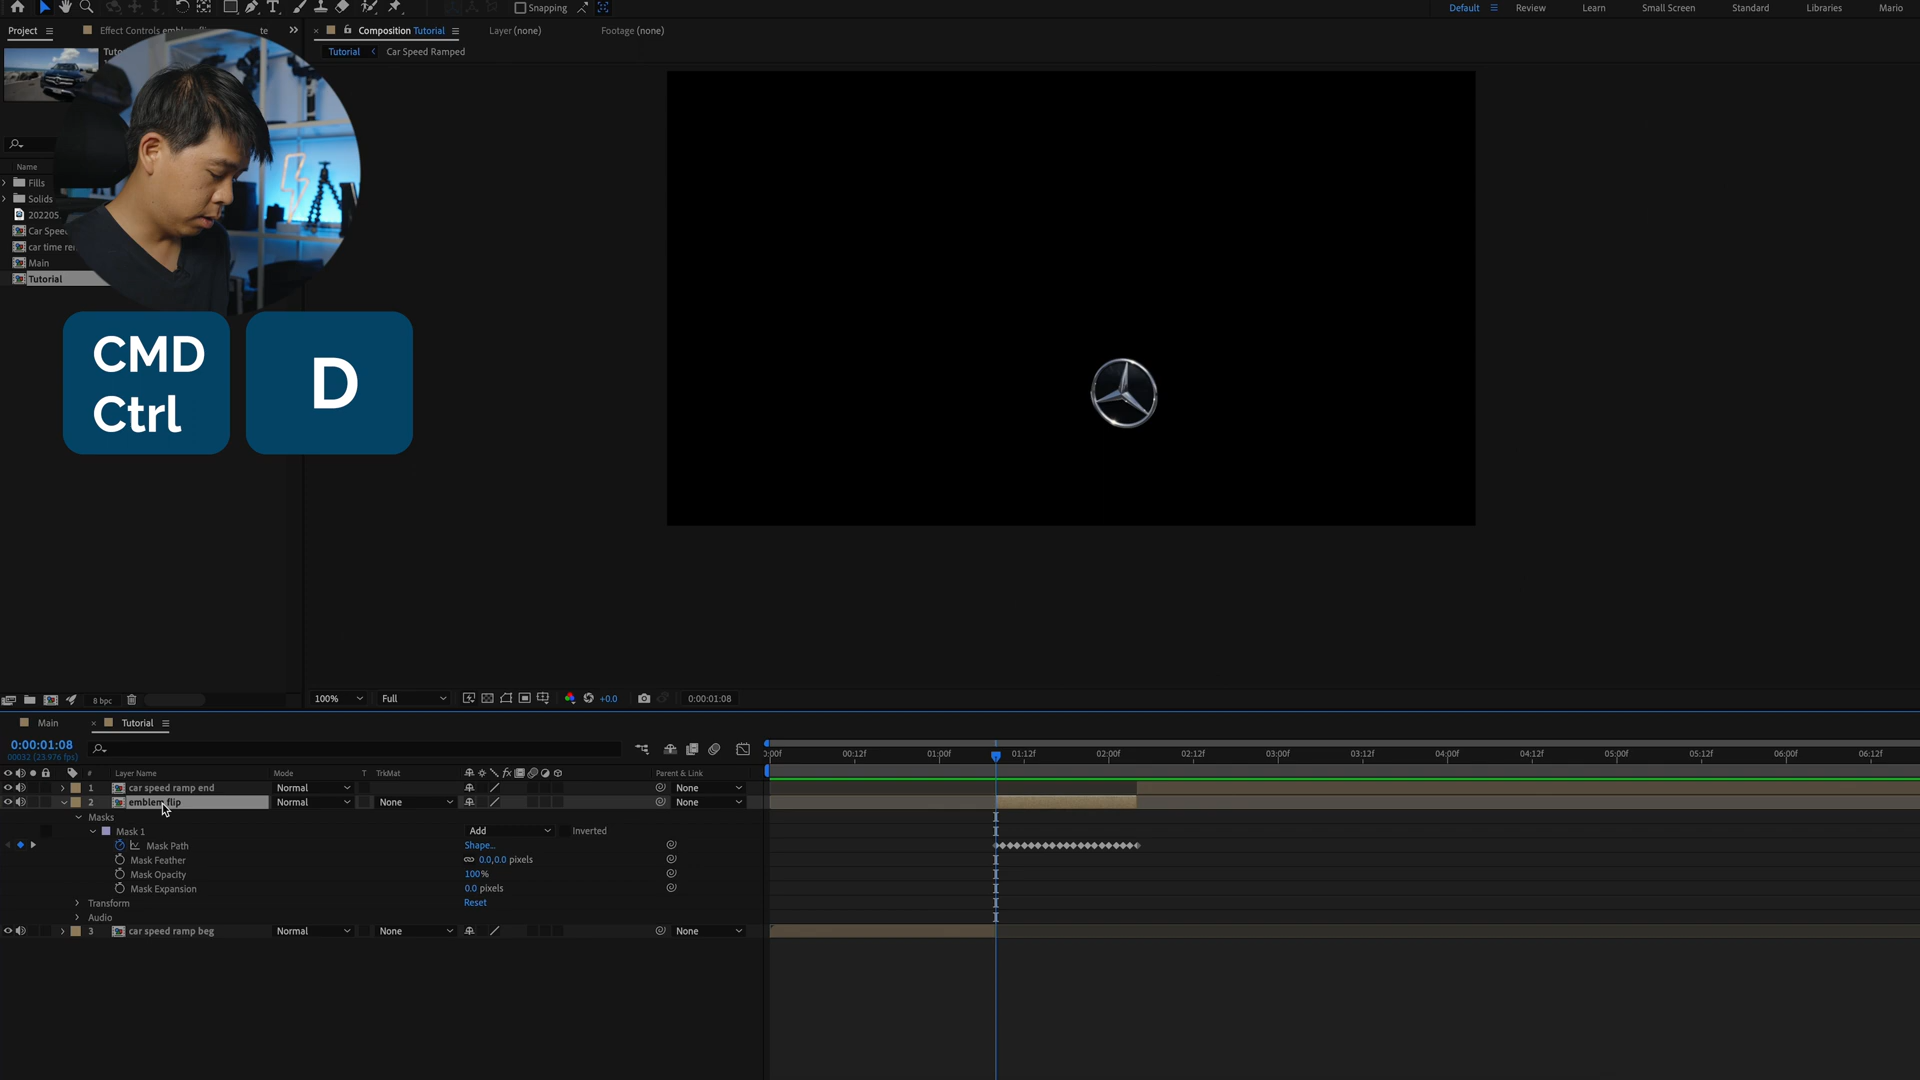 Snapping
Default
Review
Learn
Small Screen
Standard
Libraries
Mario
Project
Effect Controls
te
Composition Tutorial
Layer (none)
Footage (none)
Tutorial
Car Speed Ramped
Name
Fills
Solids
202205
Car Spee
car time re
Main
Tutorial
CMD
Ctrl
D
8 bpc
100%
Full
+0.0
0:00:01:08
Main
Tutorial
0:00:01:08
00032 (23.976 fps)
:00f
00:12f
01:00f
01:12f
02:00f
02:12f
03:00f
03:12f
04:00f
04:12f
05:00f
05:12f
06:00f
06:12f
#
Layer Name
Mode
T
TrkMat
Parent & Link
1
car speed ramp end
Normal
None
2
emblem flip
Normal
None
None
Masks
Mask 1
Add
Inverted
Mask Path
Shape...
Mask Feather
0.0,0.0 pixels
Mask Opacity
100%
Mask Expansion
0.0 pixels
Transform
Reset
Audio
3
car speed ramp beg
Normal
None
None